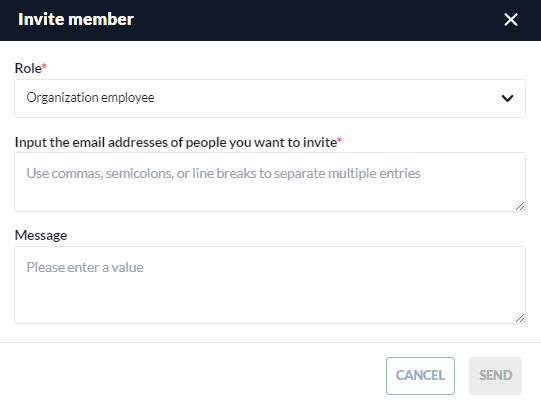 Invite member
Role*
Organization employee
Input the email addresses of people you want to invite*
Use commas, semicolons, or line breaks to separate multiple entries
Message
Please enter a value
CANCEL
SEND